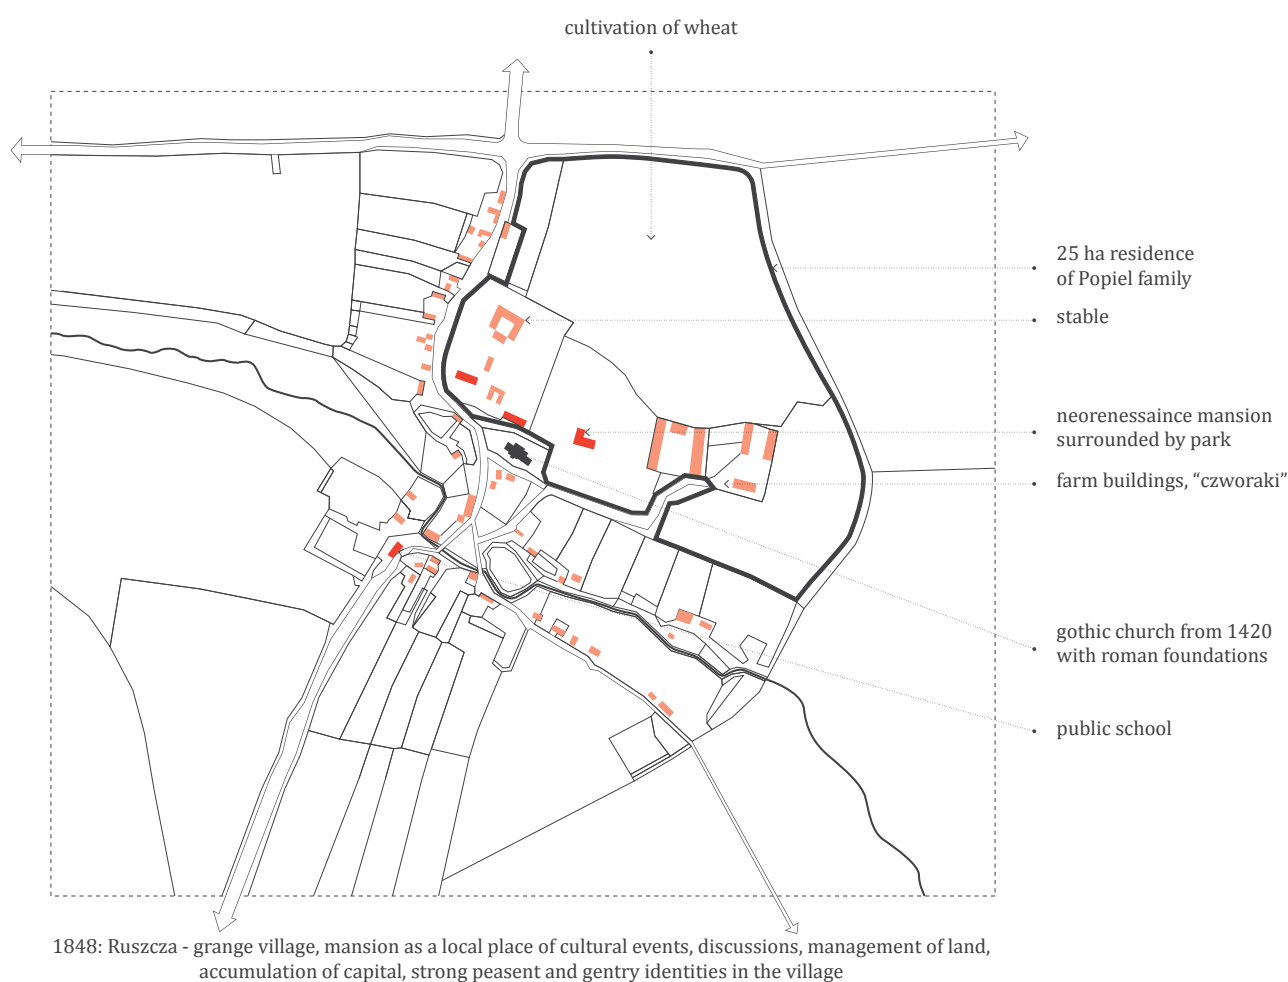 cultivation of wheat
25 ha residence
of Popiel family
stable
neorenessaince mansion
surrounded by park
farm buildings, “czworaki”
gothic church from 1420
with roman foundations
public school
1848: Ruszcza - grange village, mansion as a local place of cultural events, discussions, management of land,
accumulation of capital, strong peasent and gentry identities in the village